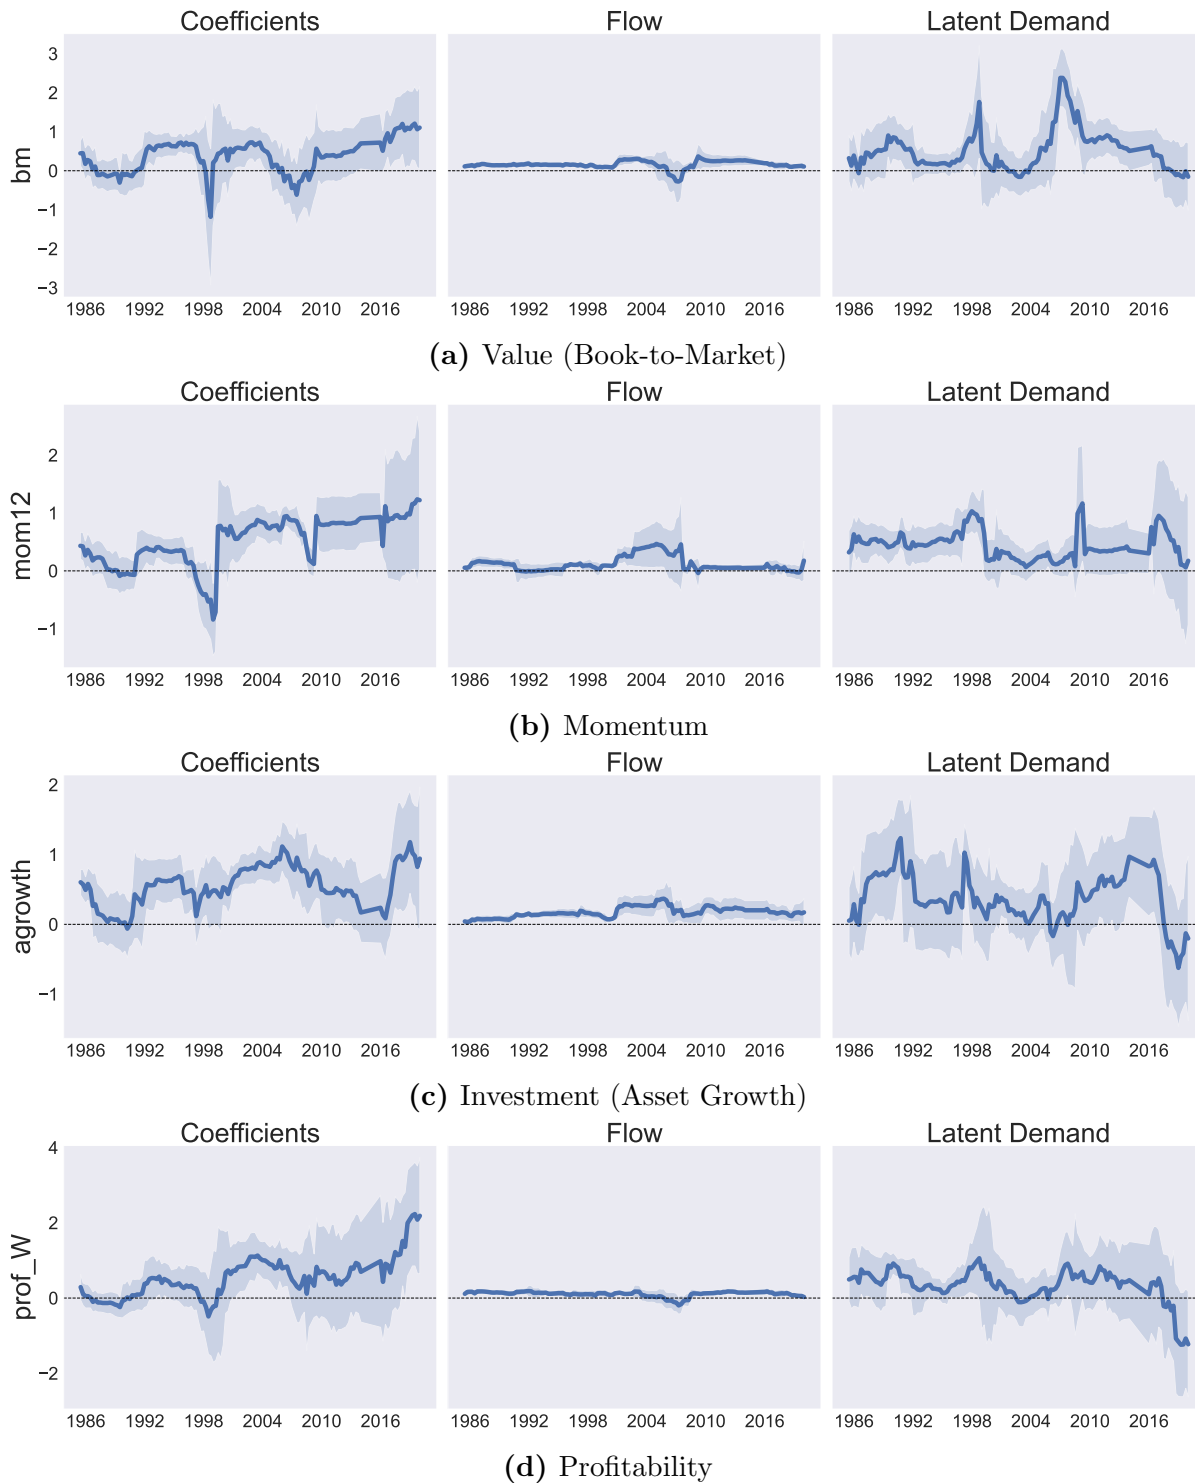 Coefficients Flow Latent Demand
3
2
1
0
−1
−2
−3
bm
1986 1992 1998 2004 2010 2016 1986 1992 1998 2004 2010 2016 1986 1992 1998 2004 2010 2016
(a) Value (Book-to-Market)
Coefficients Flow Latent Demand
2
1
0
−1
mom12
1986 1992 1998 2004 2010 2016 1986 1992 1998 2004 2010 2016 1986 1992 1998 2004 2010 2016
(b) Momentum
Coefficients Flow Latent Demand
2
1
0
−1
agrowth
1986 1992 1998 2004 2010 2016 1986 1992 1998 2004 2010 2016 1986 1992 1998 2004 2010 2016
(c) Investment (Asset Growth)
Coefficients Flow Latent Demand
4
2
0
−2
prof_W
1986 1992 1998 2004 2010 2016 1986 1992 1998 2004 2010 2016 1986 1992 1998 2004 2010 2016
(d) Profitability